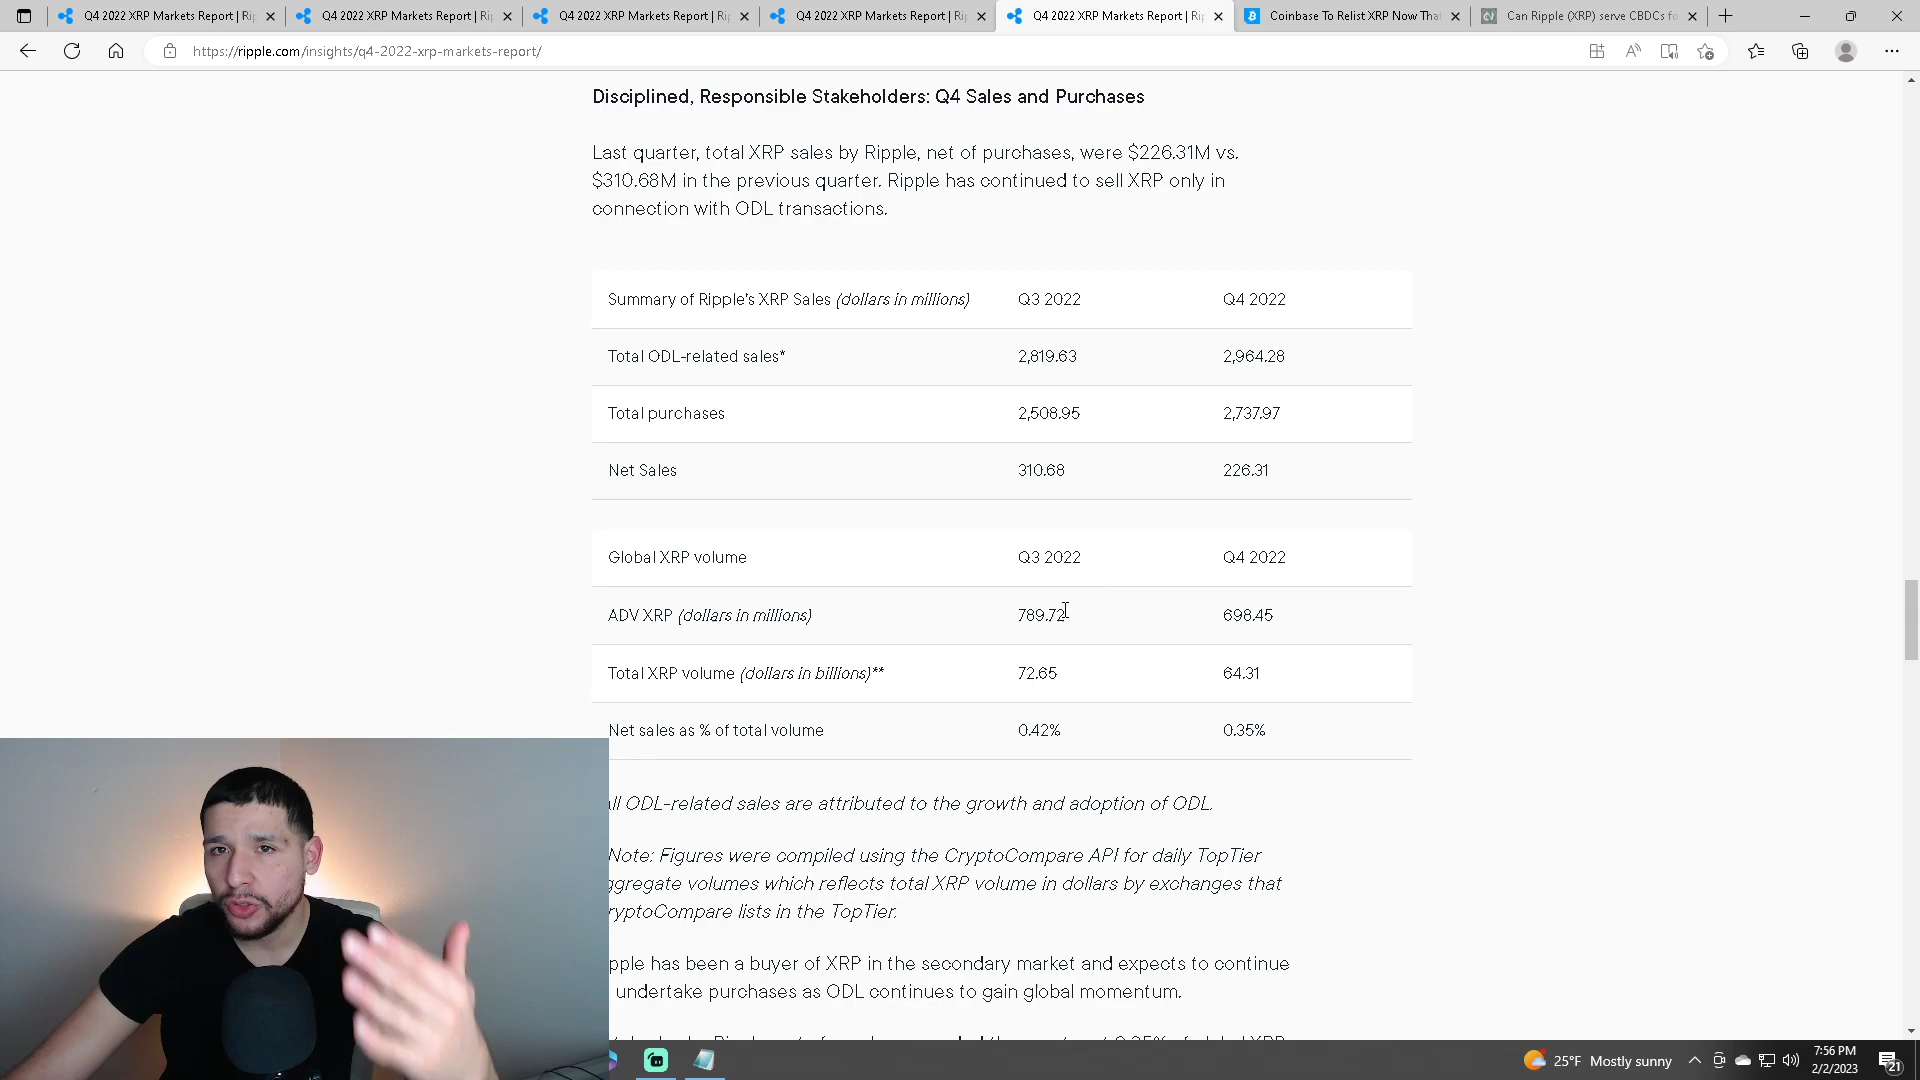 Q4 2022 XRP Markets Report | Ri
Q4 2022 XRP Markets Report | Rip
Q4 2022 XRP Markets Report | Ri
Q4 2022 XRP Markets Report | Rip
Q4 2022 XRP Markets Report | Rip
Coinbase To Relist XRP Now Tha
Can Ripple (XRP) serve CBDCs fo
https://ripple.com/insights/q4-2022-xrp-markets-report/
Disciplined, Responsible Stakeholders: Q4 Sales and Purchases
Last quarter, total XRP sales by Ripple, net of purchases, were $226.31M vs.
$310.68M in the previous quarter. Ripple has continued to sell XRP only in
connection with ODL transactions.
Summary of Ripple's XRP Sales (dollars in millions) Q3 2022 Q4 2022
Total ODL-related sales* 2,819.63 2,964.28
Total purchases 2,508.95 2,737.97
Net Sales 310.68 226.31
Global XRP volume Q3 2022 Q4 2022
ADV XRP (dollars in millions) 789.72 698.45
Total XRP volume (dollars in billions)** 72.65 64.31
Net sales as % of total volume 0.42% 0.35%
ll ODL-related sales are attributed to the growth and adoption of ODL.
Note: Figures were compiled using the CryptoCompare API for daily TopTier
ggregate volumes which reflects total XRP volume in dollars by exchanges that
ryptoCompare lists in the TopTier.
pple has been a buyer of XRP in the secondary market and expects to continue
undertake purchases as ODL continues to gain global momentum.
25°F Mostly sunny
7:56 PM
2/2/2023
21